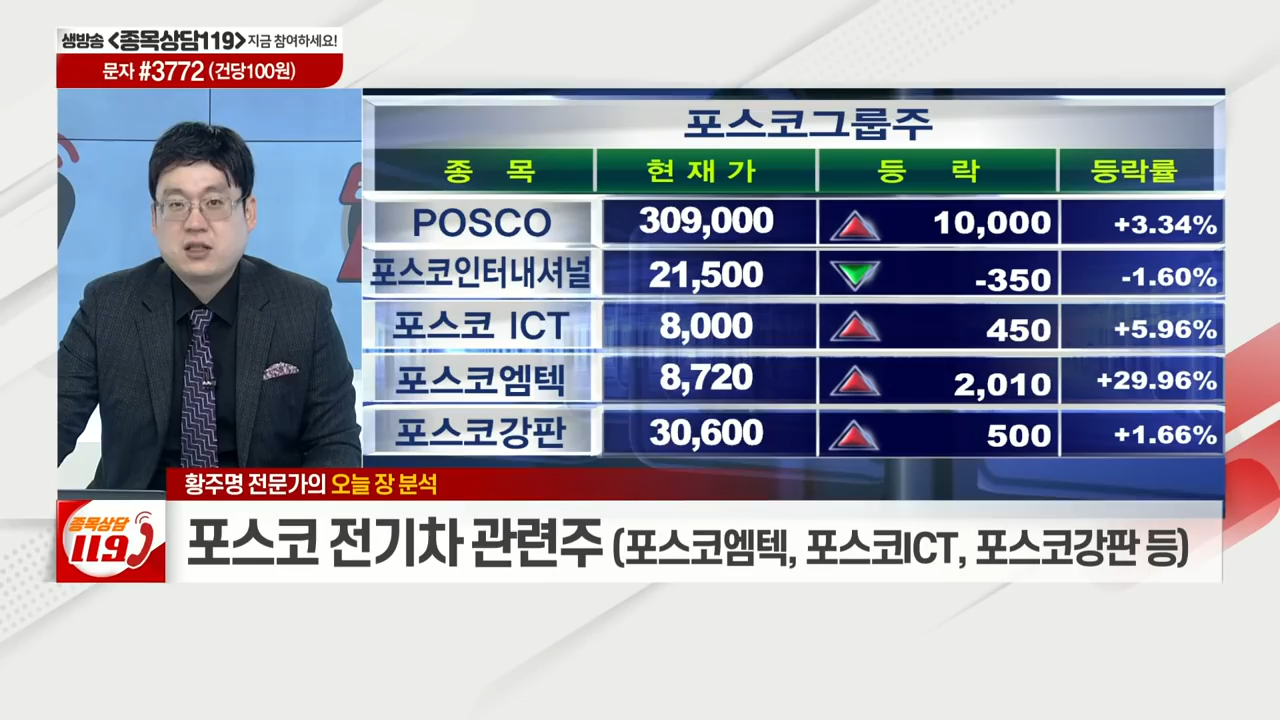 생방송 <종목상담119> 지금 참여하세요!
문자 #3772 (건당100원)
포스코그룹주
종 목 현 재 가 등 락 등락률
POSCO 309,000 10,000 +3.34%
포스코인터내셔널 21,500 -350 -1.60%
포스코 ICT 8,000 450 +5.96%
포스코엠텍 8,720 2,010 +29.96%
포스코강판 30,600 500 +1.66%
황주명 전문가의 오늘 장 분석
종목상담
119
포스코 전기차 관련주 (포스코엠텍, 포스코ICT, 포스코강판 등)